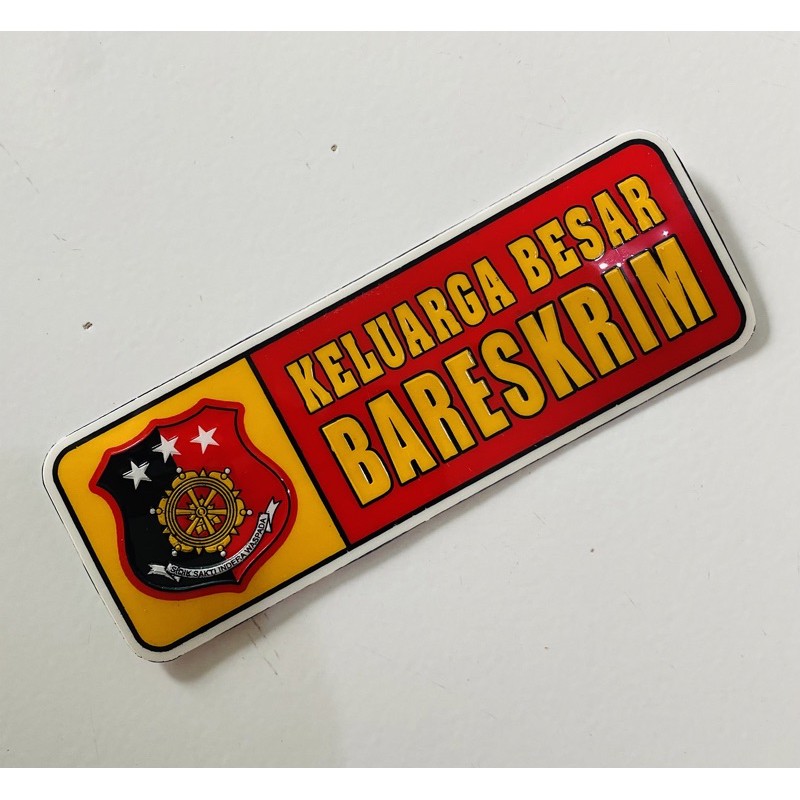 KELUARGA BESAR
BARESKRIM
SIDIK SAKTI INDERA WASPADA